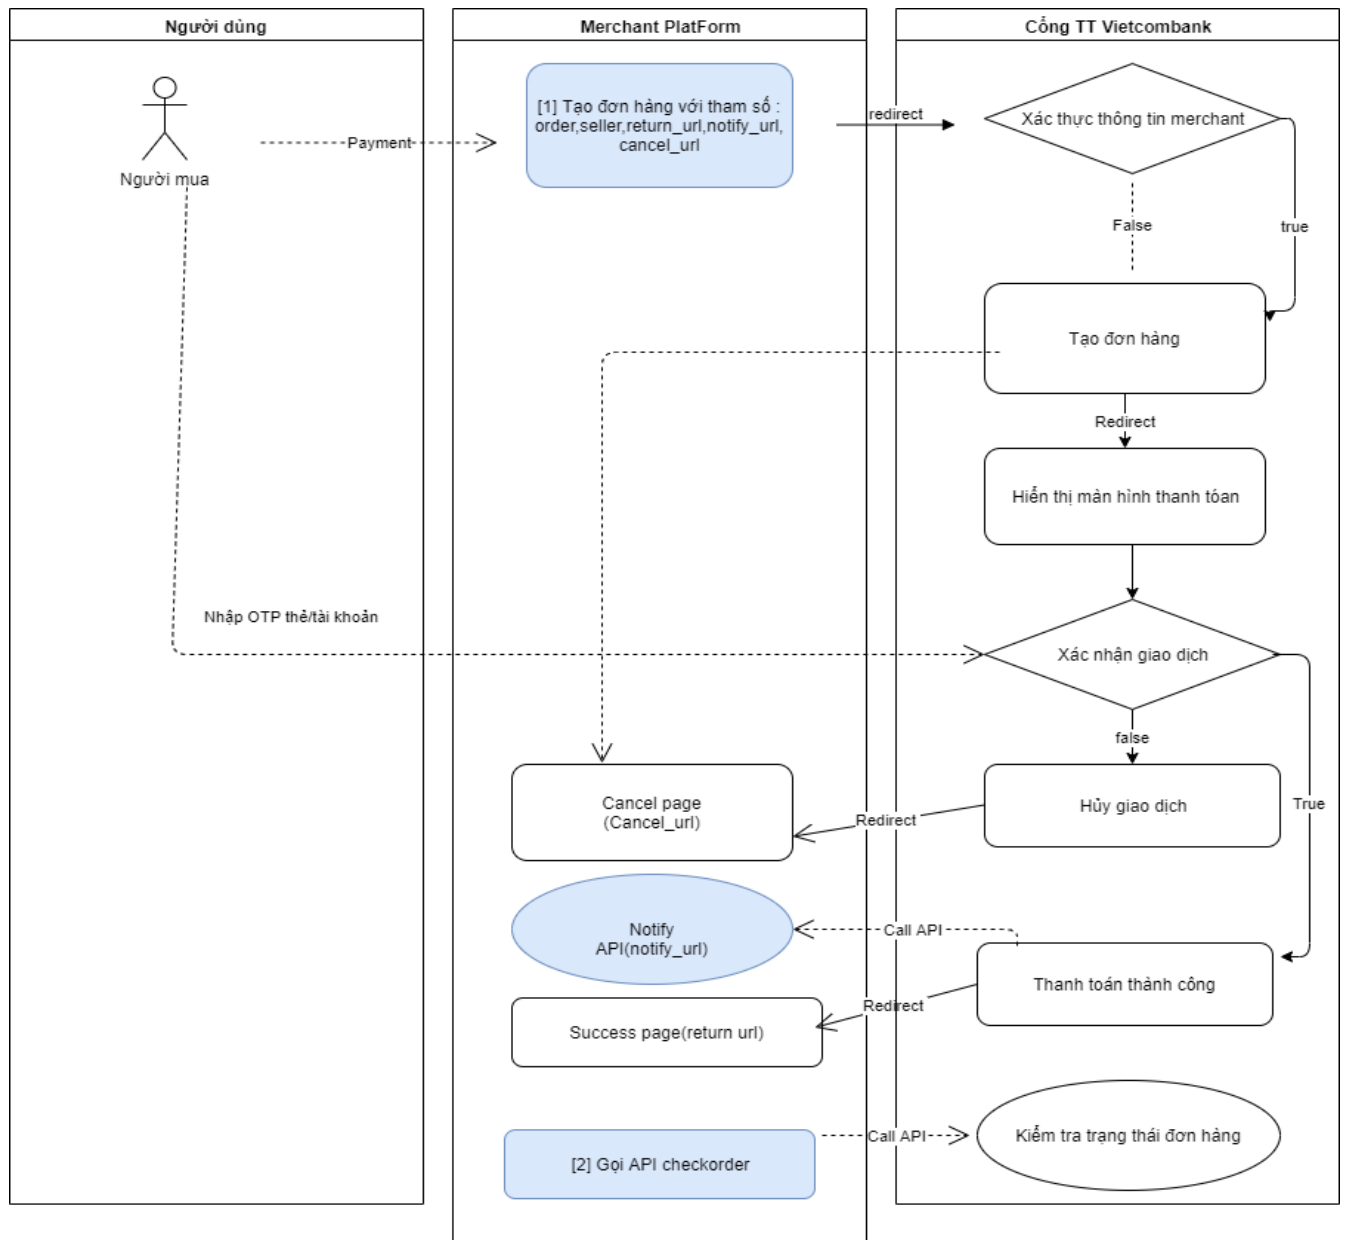 Người dùng
Merchant PlatForm
Cổng TT Vietcombank
[1] Tạo đơn hàng với tham số :
order,seller,return_url,notify_url,
cancel_url
redirect
Xác thực thông tin merchant
Payment
Người mua
False
true
Tạo đơn hàng
Redirect
Hiển thị màn hình thanh tóan
Nhập OTP thẻ/tài khoản
Xác nhận giao dịch
false
Cancel page
(Cancel_url)
Redirect
Hủy giao dịch
True
Notify
API(notify_url)
Call API
Thanh toán thành công
Redirect
Success page(return url)
[2] Gọi API checkorder
Call API
Kiểm tra trạng thái đơn hàng